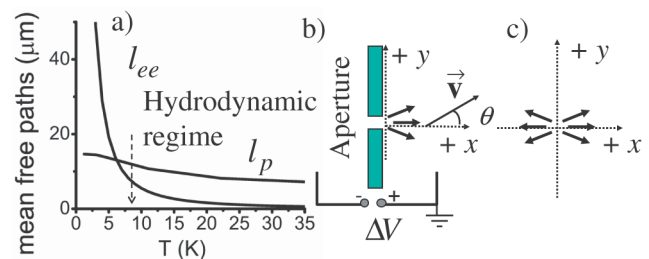 a)
mean free paths (μm)
40
20
0
l_ee
Hydrodynamic
regime
l_p
0 5 10 15 20 25 30 35
T (K)
b)
Aperture
+ y
v
θ
+ x
- +
ΔV
c)
+ y
+ x